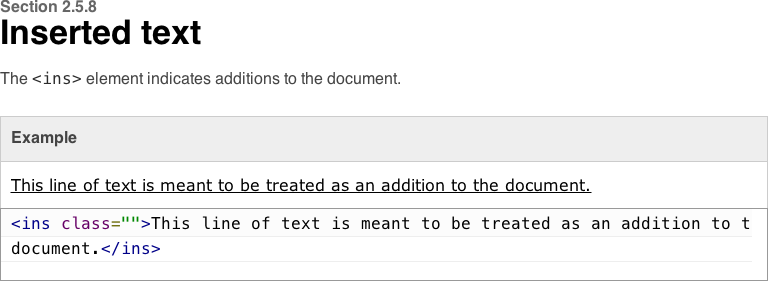 Section 2.5.8
Inserted text
The <ins> element indicates additions to the document.
Example
This line of text is meant to be treated as an addition to the document.
<ins class="">This line of text is meant to be treated as an addition to t
document.</ins>